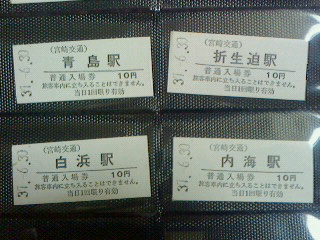 (宮崎交通)
青島駅
普通入場券 10円
旅客車内に立ち入ることはできません。
当日1回限り有効
37.6.30
(宮崎交通)
折生迫駅
普通入場券 10円
旅客車内に立ち入ることはできません。
当日1回限り有効
37.6.30
(宮崎交通)
白浜駅
普通入場券 10円
旅客車内に立ち入ることはできません。
当日1回限り有効
37.6.30
(宮崎交通)
内海駅
普通入場券 10円
旅客車内に立ち入ることはできません。
当日1回限り有効
37.6.30